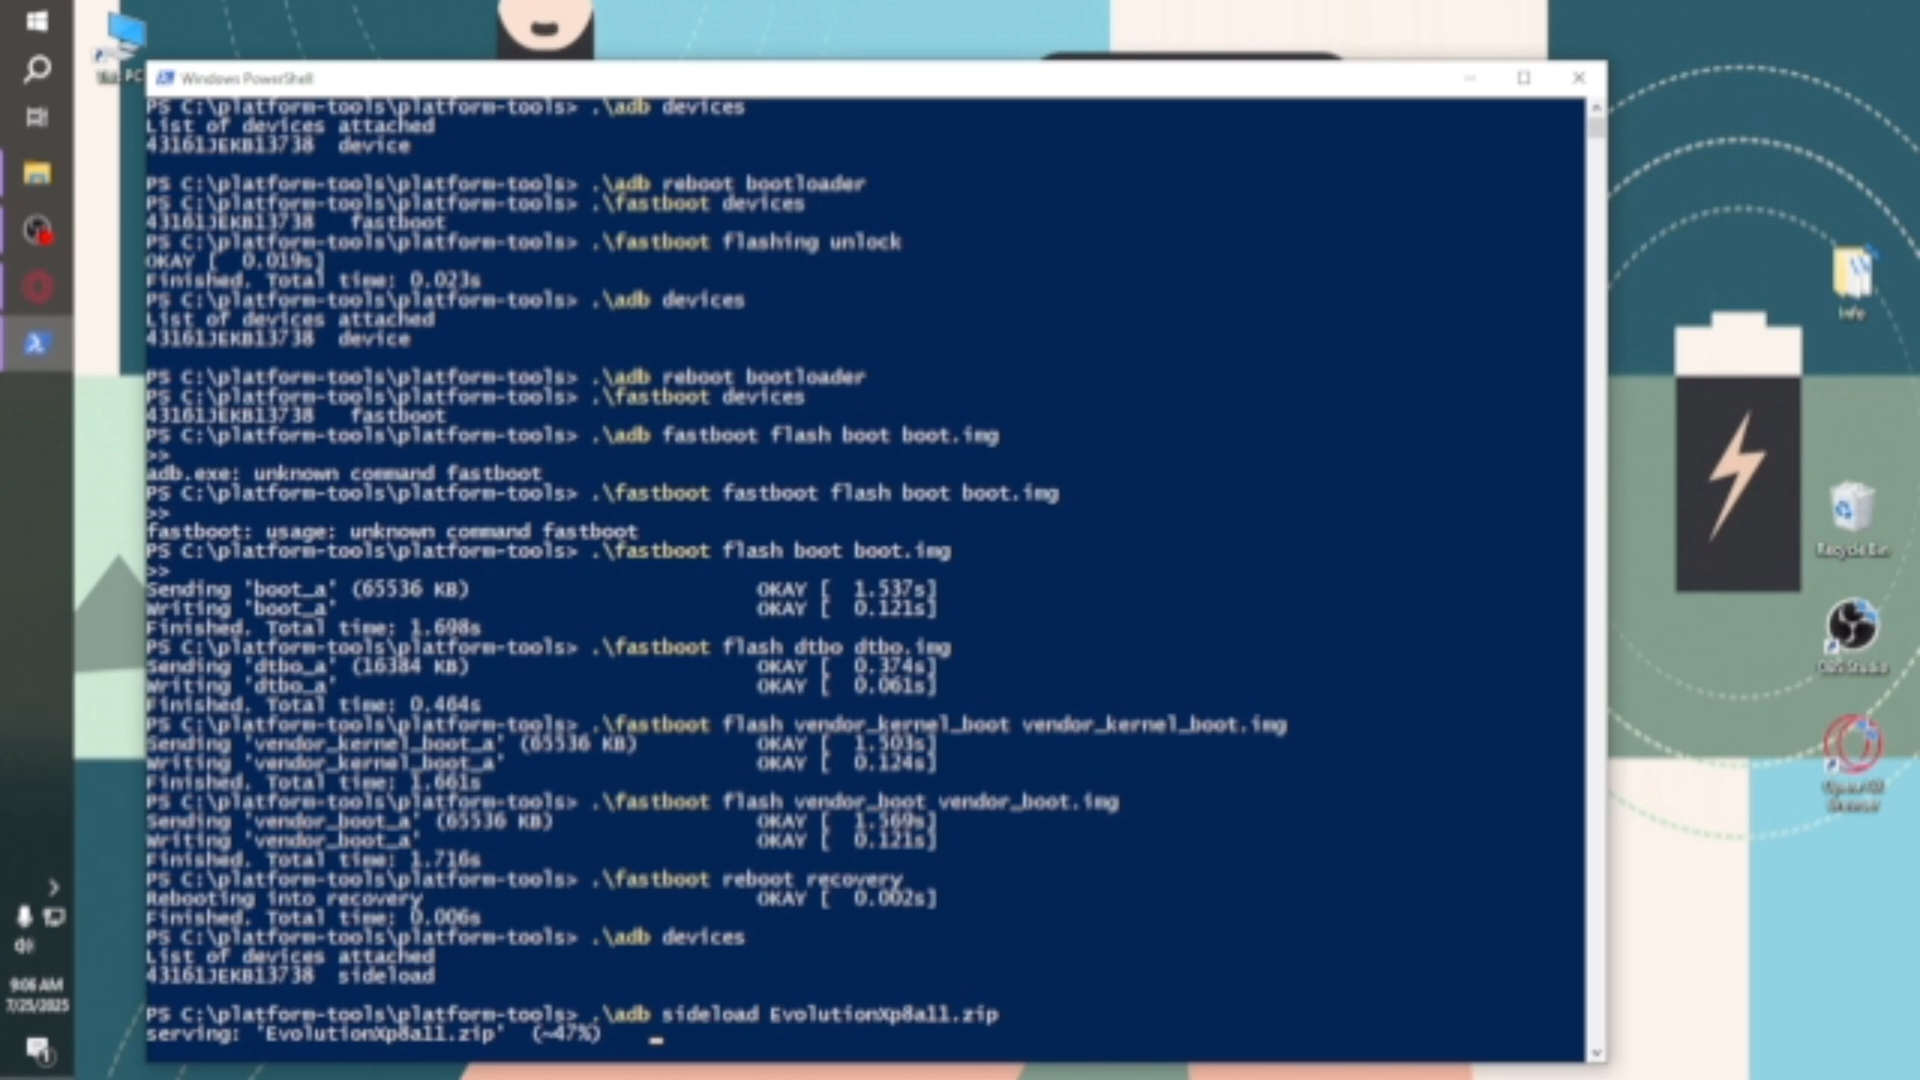 PC
Windows PowerShell
PS C:\platform-tools\platform-tools> .\adb devices
List of devices attached
43161JEKB13738  device
PS C:\platform-tools\platform-tools> .\adb reboot bootloader
PS C:\platform-tools\platform-tools> .\fastboot devices
43161JEKB13738   fastboot
PS C:\platform-tools\platform-tools> .\fastboot flashing unlock
OKAY [  0.019s]
Finished. Total time: 0.023s
PS C:\platform-tools\platform-tools> .\adb devices
List of devices attached
43161JEKB13738  device
PS C:\platform-tools\platform-tools> .\adb reboot bootloader
PS C:\platform-tools\platform-tools> .\fastboot devices
43161JEKB13738   fastboot
PS C:\platform-tools\platform-tools> .\adb fastboot flash boot boot.img
>>
adb.exe: unknown command fastboot
PS C:\platform-tools\platform-tools> .\fastboot fastboot flash boot boot.img
>>
fastboot: usage: unknown command fastboot
PS C:\platform-tools\platform-tools> .\fastboot flash boot boot.img
>>
Sending 'boot_a' (65536 KB)                        OKAY [  1.537s]
Writing 'boot_a'                                   OKAY [  0.121s]
Finished. Total time: 1.698s
PS C:\platform-tools\platform-tools> .\fastboot flash dtbo dtbo.img
Sending 'dtbo_a' (16384 KB)                        OKAY [  0.374s]
Writing 'dtbo_a'                                   OKAY [  0.061s]
Finished. Total time: 0.464s
PS C:\platform-tools\platform-tools> .\fastboot flash vendor_kernel_boot vendor_kernel_boot.img
Sending 'vendor_kernel_boot_a' (65536 KB)          OKAY [  1.503s]
Writing 'vendor_kernel_boot_a'                     OKAY [  0.124s]
Finished. Total time: 1.661s
PS C:\platform-tools\platform-tools> .\fastboot flash vendor_boot vendor_boot.img
Sending 'vendor_boot_a' (65536 KB)                 OKAY [  1.569s]
Writing 'vendor_boot_a'                            OKAY [  0.121s]
Finished. Total time: 1.716s
PS C:\platform-tools\platform-tools> .\fastboot reboot recovery
Rebooting into recovery                            OKAY [  0.002s]
Finished. Total time: 0.006s
PS C:\platform-tools\platform-tools> .\adb devices
List of devices attached
43161JEKB13738  sideload
PS C:\platform-tools\platform-tools> .\adb sideload EvolutionXp8a11.zip
serving: 'EvolutionXp8a11.zip'  (~47%)
Info
Recycle Bin
OBS Studio
Opera GX
Browser
9:06 AM
7/25/2025
1